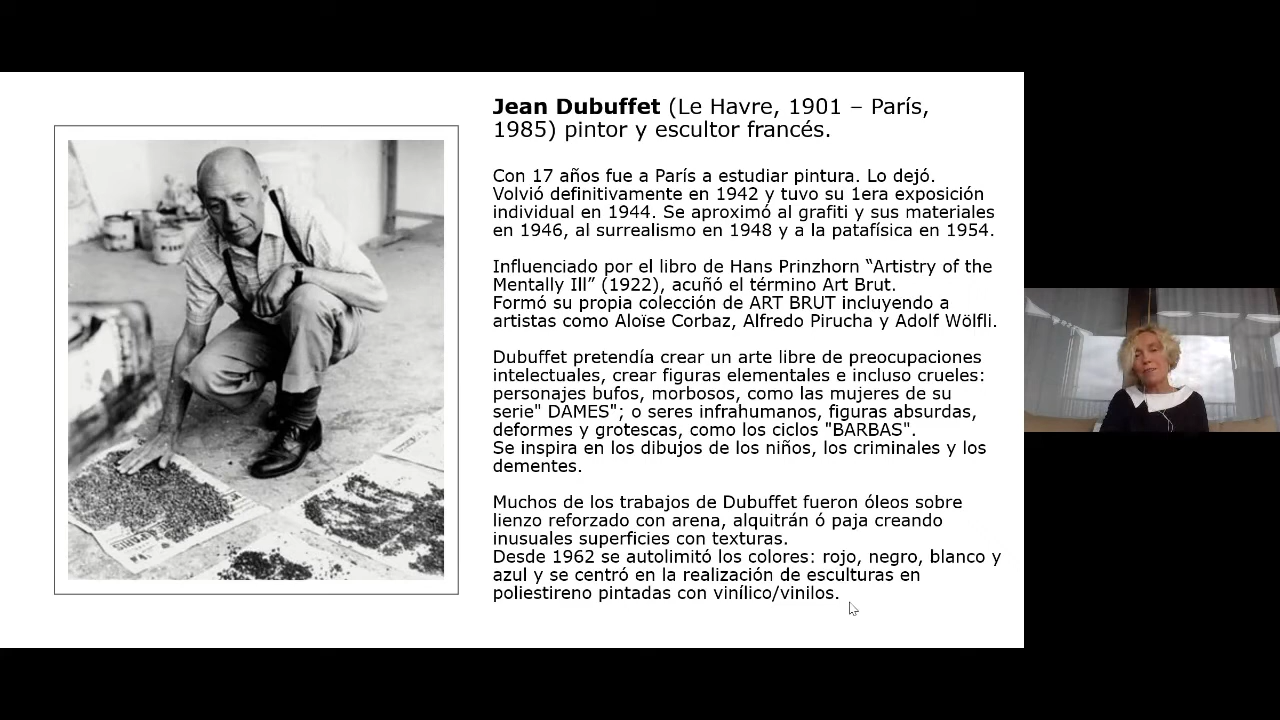 Jean Dubuffet (Le Havre, 1901 – París,
1985) pintor y escultor francés.
Con 17 años fue a París a estudiar pintura. Lo dejó.
Volvió definitivamente en 1942 y tuvo su 1era exposición
individual en 1944. Se aproximó al grafiti y sus materiales
en 1946, al surrealismo en 1948 y a la patafísica en 1954.
Influenciado por el libro de Hans Prinzhorn “Artistry of the
Mentally Ill” (1922), acuñó el término Art Brut.
Formó su propia colección de ART BRUT incluyendo a
artistas como Aloïse Corbaz, Alfredo Pirucha y Adolf Wölfli.
Dubuffet pretendía crear un arte libre de preocupaciones
intelectuales, crear figuras elementales e incluso crueles:
personajes bufos, morbosos, como las mujeres de su
serie" DAMES"; o seres infrahumanos, figuras absurdas,
deformes y grotescas, como los ciclos "BARBAS".
Se inspira en los dibujos de los niños, los criminales y los
dementes.
Muchos de los trabajos de Dubuffet fueron óleos sobre
lienzo reforzado con arena, alquitrán ó paja creando
inusuales superficies con texturas.
Desde 1962 se autolimitó los colores: rojo, negro, blanco y
azul y se centró en la realización de esculturas en
poliestireno pintadas con vinílico/vinilos.